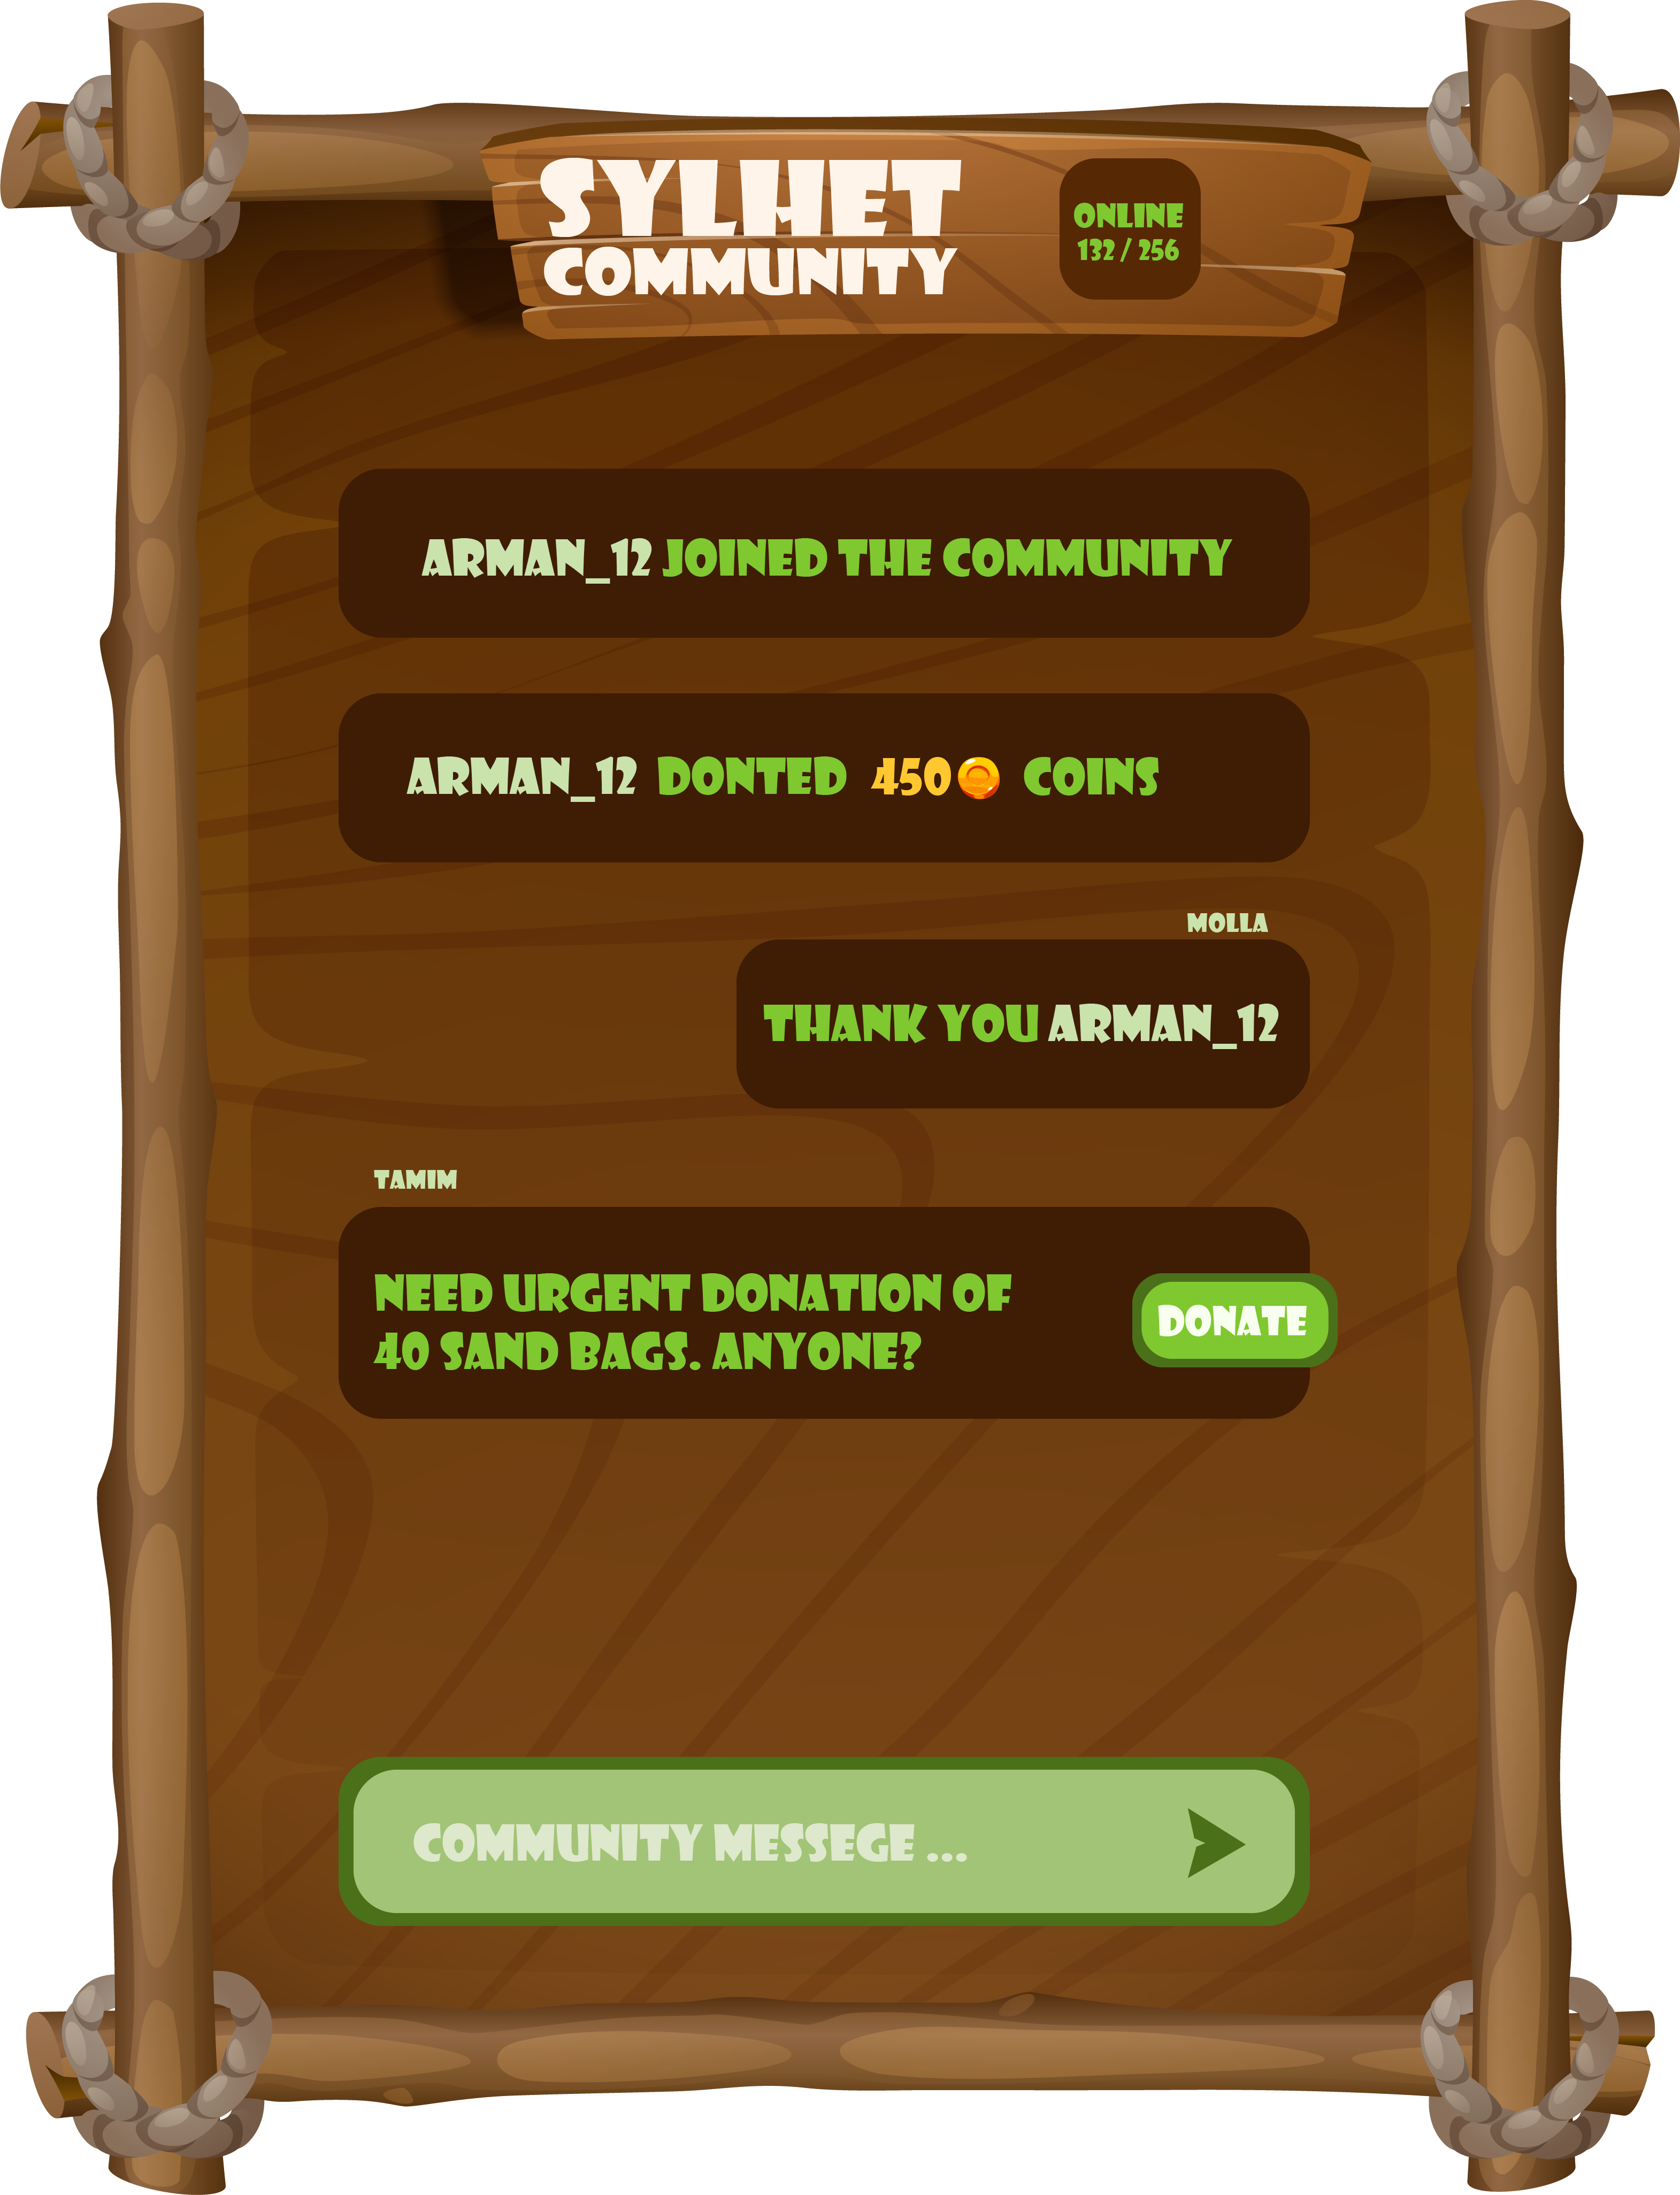 SYLHET
COMMUNITY
ONLINE
132 / 256
ARMAN_12 JOINED THE COMMUNITY
ARMAN_12 DONTED 450 COINS
MOLLA
THANK YOU ARMAN_12
TAMIM
NEED URGENT DONATION OF
40 SAND BAGS. ANYONE?
DONATE
COMMUNITY MESSEGE ...